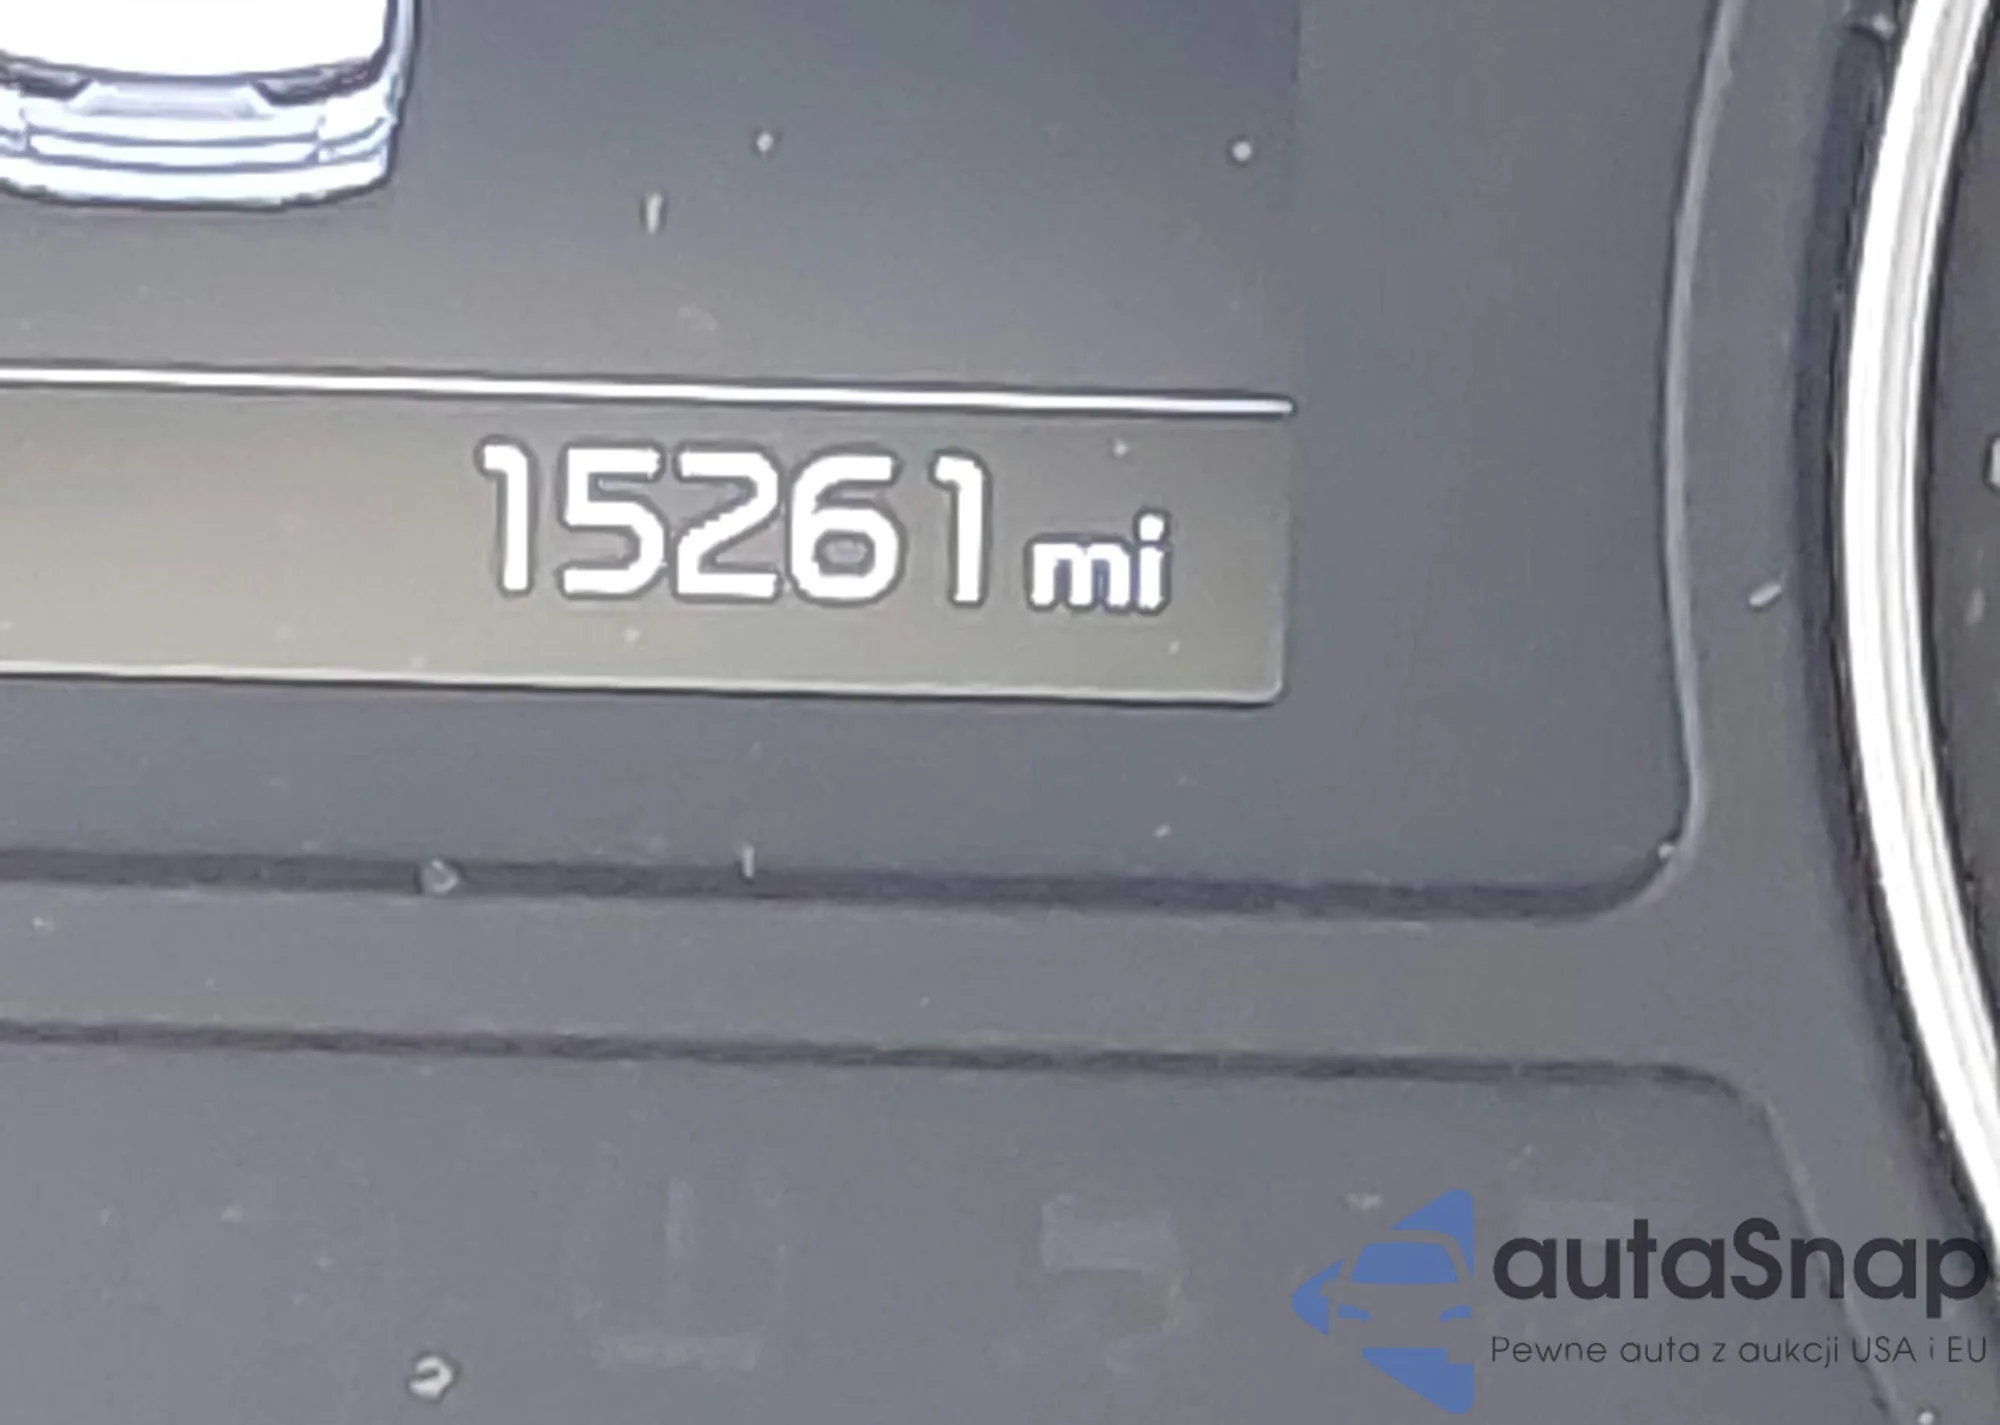 15261 mi
autaSnap
Pewne auta z aukcji USA i EU